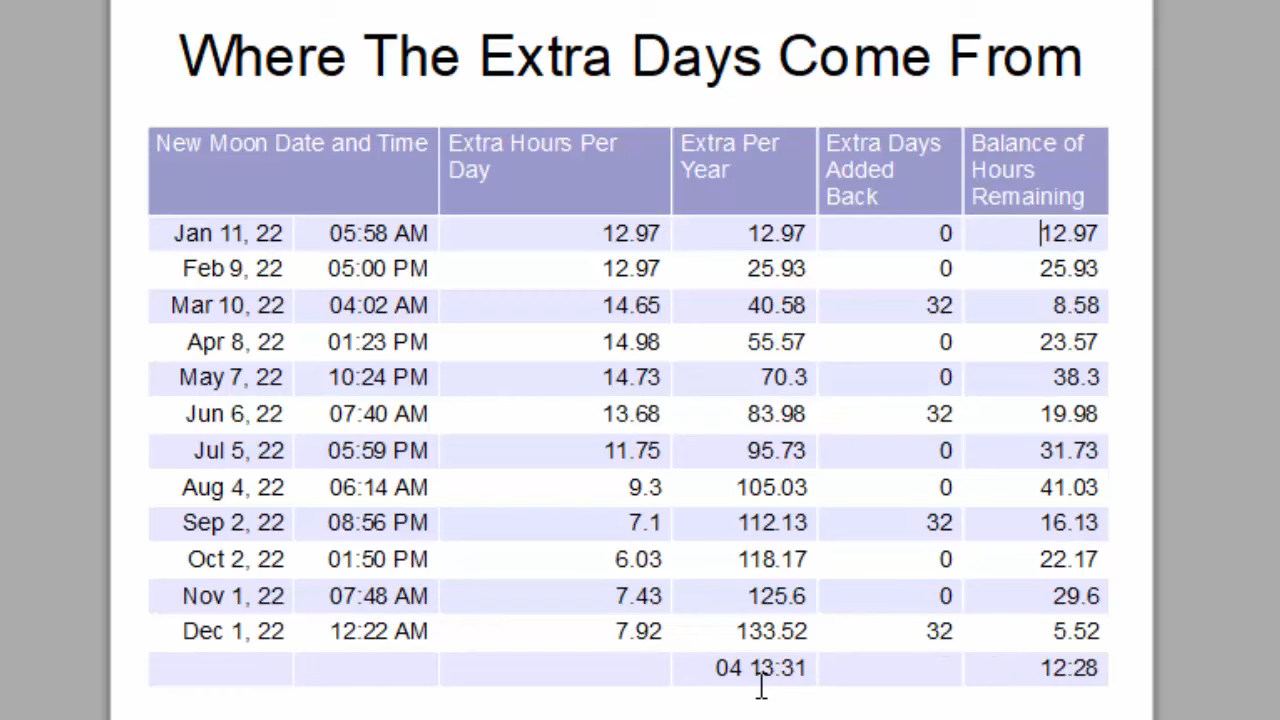 Where The Extra Days Come From
New Moon Date and Time Extra Hours Per Day Extra Per Year Extra Days Added Back Balance of Hours Remaining
Jan 11, 22 05:58 AM 12.97 12.97 0 12.97
Feb 9, 22 05:00 PM 12.97 25.93 0 25.93
Mar 10, 22 04:02 AM 14.65 40.58 32 8.58
Apr 8, 22 01:23 PM 14.98 55.57 0 23.57
May 7, 22 10:24 PM 14.73 70.3 0 38.3
Jun 6, 22 07:40 AM 13.68 83.98 32 19.98
Jul 5, 22 05:59 PM 11.75 95.73 0 31.73
Aug 4, 22 06:14 AM 9.3 105.03 0 41.03
Sep 2, 22 08:56 PM 7.1 112.13 32 16.13
Oct 2, 22 01:50 PM 6.03 118.17 0 22.17
Nov 1, 22 07:48 AM 7.43 125.6 0 29.6
Dec 1, 22 12:22 AM 7.92 133.52 32 5.52
04 13:31 12:28